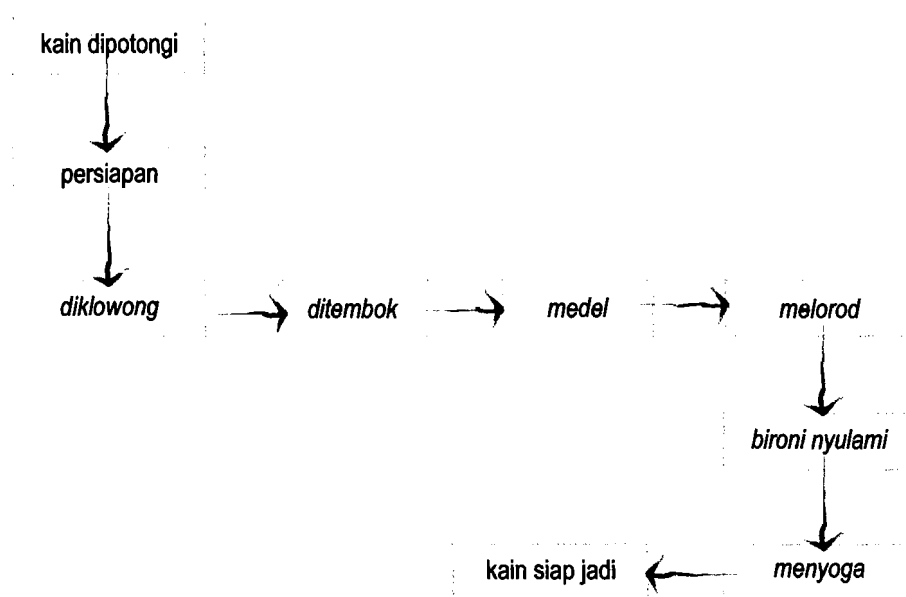 kain dipotongi
persiapan
diklowong
ditembok
medel
melorod
bironi nyulami
menyoga
kain siap jadi